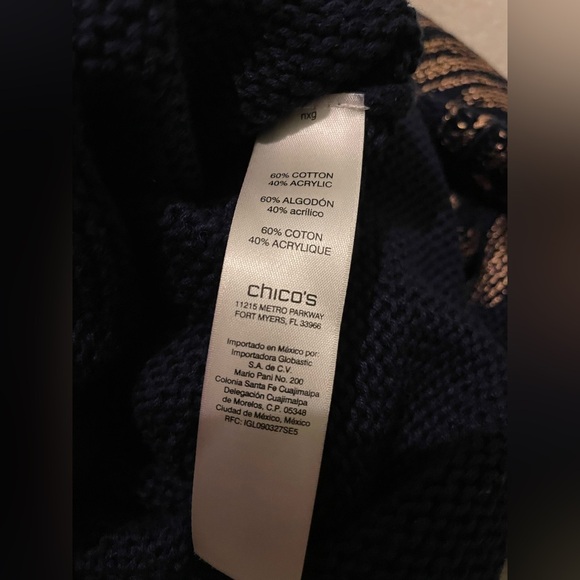 60% COTTON
40% ACRYLIC
60% ALGODÓN
40% acrílico
60% COTON
40% ACRYLIQUE
chico's
11215 METRO PARKWAY
FORT MYERS, FL 33966
Importado en México por:
Importadora Globastic
S.A. de C.V.
Mario Pani No. 200
Colonia Santa Fe Cuajimalpa
Delegación Cuajimalpa
de Morelos, C.P. 05348
Ciudad de México, México
RFC: IGL090327SE5